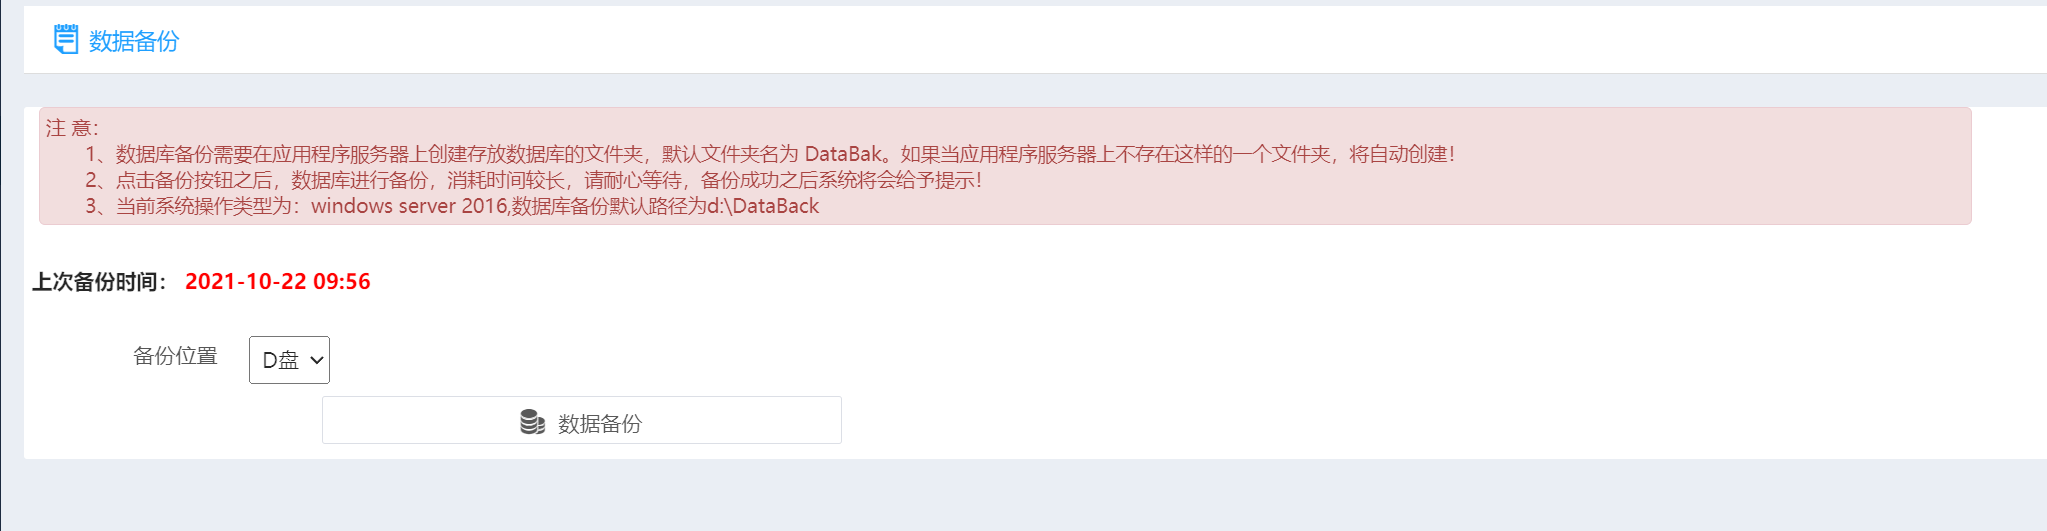 数据备份
注 意：
1、数据库备份需要在应用程序服务器上创建存放数据库的文件夹，默认文件夹名为 DataBak。如果当应用程序服务器上不存在这样的一个文件夹，将自动创建！
2、点击备份按钮之后，数据库进行备份，消耗时间较长，请耐心等待，备份成功之后系统将会给予提示！
3、当前系统操作类型为：windows server 2016,数据库备份默认路径为d:\DataBack
上次备份时间： 2021-10-22 09:56
备份位置 D盘
数据备份